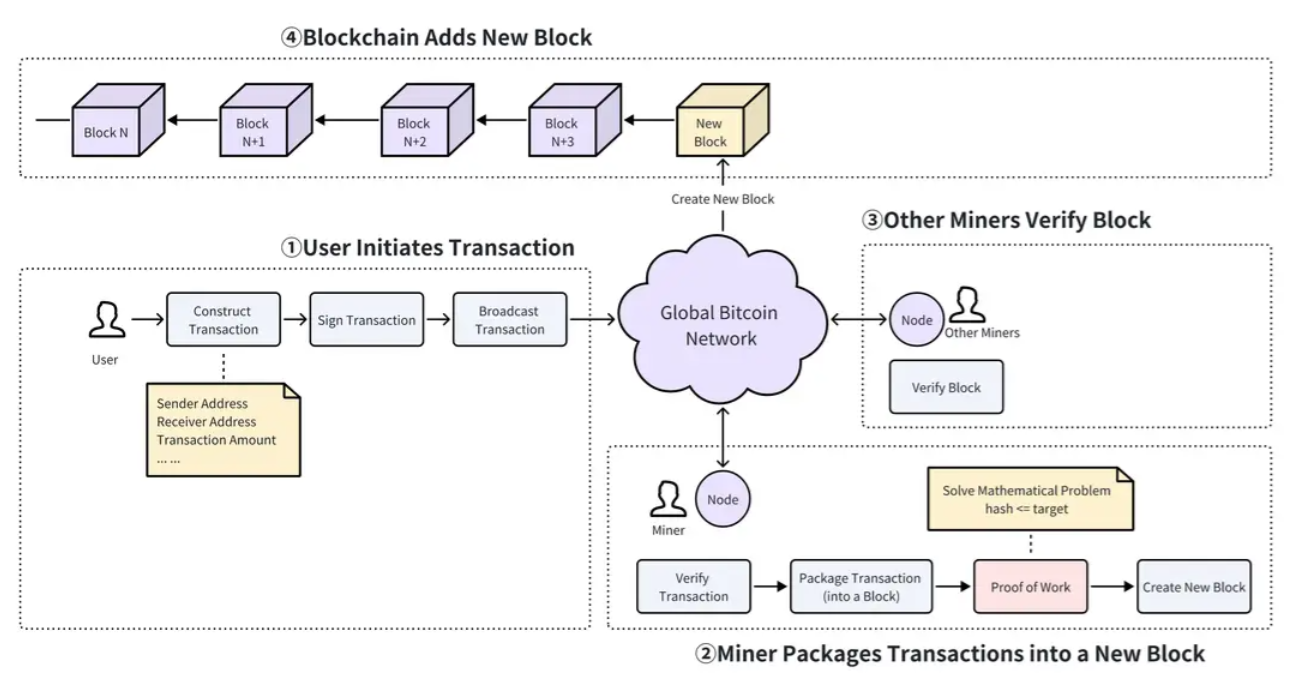 ④Blockchain Adds New Block
Block N
Block
N+1
Block
N+2
Block
N+3
New
Block
Create New Block
①User Initiates Transaction
User
Construct
Transaction
Sign Transaction
Broadcast
Transaction
Sender Address
Receiver Address
Transaction Amount
... ...
Global Bitcoin
Network
③Other Miners Verify Block
Node
Other Miners
Verify Block
Miner
Node
Solve Mathematical Problem
hash <= target
Verify
Transaction
Package Transaction
(into a Block)
Proof of Work
Create New Block
②Miner Packages Transactions into a New Block